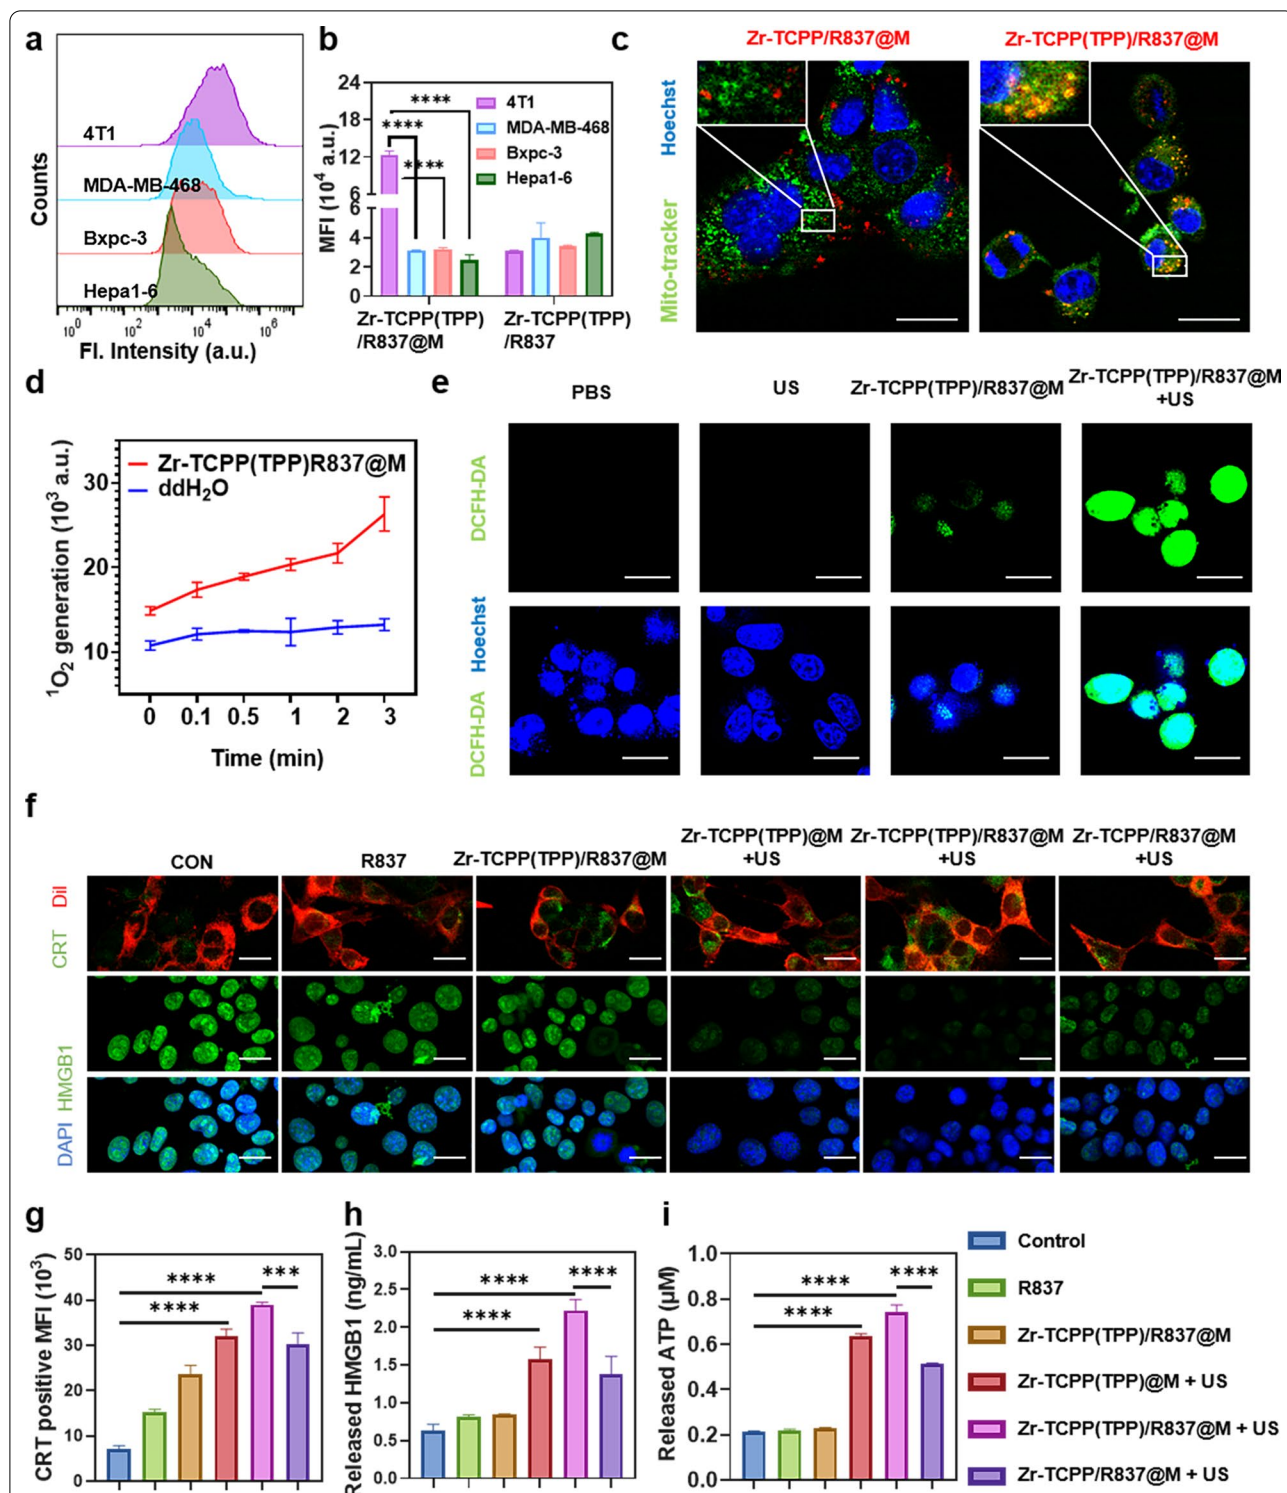 a
4T1
MDA-MB-468
Bxpc-3
Hepa1-6
Counts
10⁰ 10² 10⁴ 10⁶
Fl. Intensity (a.u.)
b
24
18
12
6
4
2
0
MFI (10⁴ a.u.)
****
****
****
4T1
MDA-MB-468
Bxpc-3
Hepa1-6
Zr-TCPP(TPP)
/R837@M
Zr-TCPP(TPP)
/R837
c
Zr-TCPP/R837@M
Zr-TCPP(TPP)/R837@M
Mito-tracker Hoechst
d
Zr-TCPP(TPP)R837@M
ddH₂O
30
20
10
¹O₂ generation (10³ a.u.)
0 0.1 0.5 1 2 3
Time (min)
e
PBS
US
Zr-TCPP(TPP)/R837@M
Zr-TCPP(TPP)/R837@M
+US
DCFH-DA
DCFH-DA Hoechst
f
CON
R837
Zr-TCPP(TPP)/R837@M
Zr-TCPP(TPP)@M
+US
Zr-TCPP(TPP)/R837@M
+US
Zr-TCPP/R837@M
+US
CRT Dil
DAPI HMGB1
g
50
40
30
20
10
0
CRT positive MFI (10³)
**** ***
****
h
3.0
2.5
2.0
1.5
1.0
0.5
0.0
Released HMGB1 (ng/mL)
**** ****
****
i
1.0
0.8
0.6
0.4
0.2
0.0
Released ATP (μM)
**** ****
****
Control
R837
Zr-TCPP(TPP)/R837@M
Zr-TCPP(TPP)@M + US
Zr-TCPP(TPP)/R837@M + US
Zr-TCPP/R837@M + US